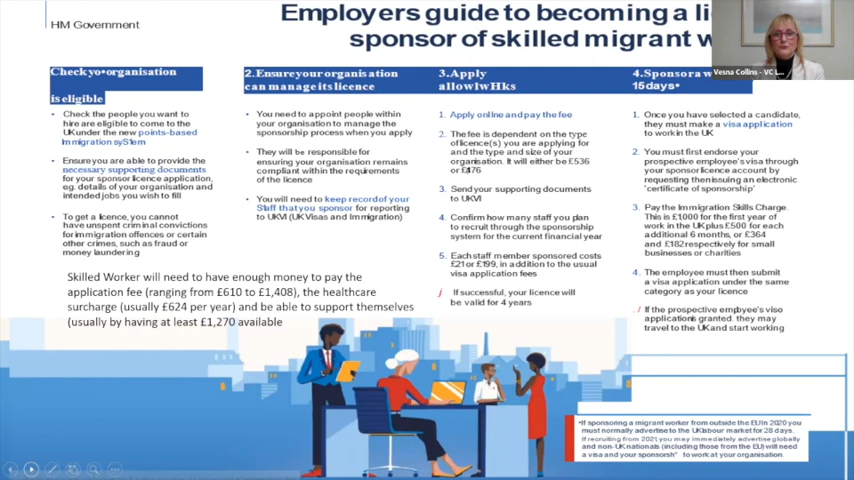 HM Government
Employers guide to becoming a li
sponsor of skilled migrant w
Vesna Collins - VC L...
Checkyo•organisation
is eligible
Check the people you want to
hire are eligible to come to the
UK under the new points-based
Immigration sySTem
Ensure you are able to provide the
necessary supporting documents
for your sponsor licence application,
eg. details of your organisation and
intended jobs you wish to fill
To get a licence, you cannot
have unspent criminal convictions
for immigration offences or certain
other crimes, such as fraud or
money laundering
2.Ensure your organisation
can manage its licence
You need to appoint people within
your organisation to manage the
sponsorship process when you apply
They will be responsible for
ensuring your organisation remains
compliant within the requirements
of the licence
You will need to keep record of your
Staff that you sponsor for reporting
to UKVI (UK Visas and Immigration)
3.Apply
allowIwHks
1. Apply online and pay the fee
2. The fee is dependent on the type
of licence(s) you are applying for
and the type and size of your
organisation. It will either be £536
or £,476
3. Send your supporting documents
to UKVI
4. Confirm how many staff you plan
to recruit through the sponsorship
system for the current financial year
5. Each staff member sponsored costs
£21 or £199, in addition to the usual
visa application fees
j If successful, your licence will
be valid for 4 years
4.Sponsor a w
15days•
1. Once you have selected a candidate,
they must make a visa application
to work in the UK
2. You must first endorse your
prospective employee's visa through
your sponsor licence account by
requesting then issuing an electronic
'certificate of sponsorship'
3. Pay the Immigration Skills Charge.
This is £1,000 for the first year of
work in the UK plus £500 for each
additional 6 months, or £364
and £182 respectively for small
businesses or charities
4. The employee must then submit
a visa application under the same
category as your licence
./ If the prospective employee's viso
application is granted. they may
travel to the UK and start working
Skilled Worker will need to have enough money to pay the
application fee (ranging from £610 to £1,408), the healthcare
surcharge (usually £624 per year) and be able to support themselves
(usually by having at least £1,270 available
•If sponsoring a migrant worker from outside the EU in 2020 you
must normally advertise to the UK labour market for 28 days.
If recruiting from 2021, you may immediately advertise globally
and non-UK nationals (including those from the EU) will need
a visa and your sponsorsh" to work at your organisation.